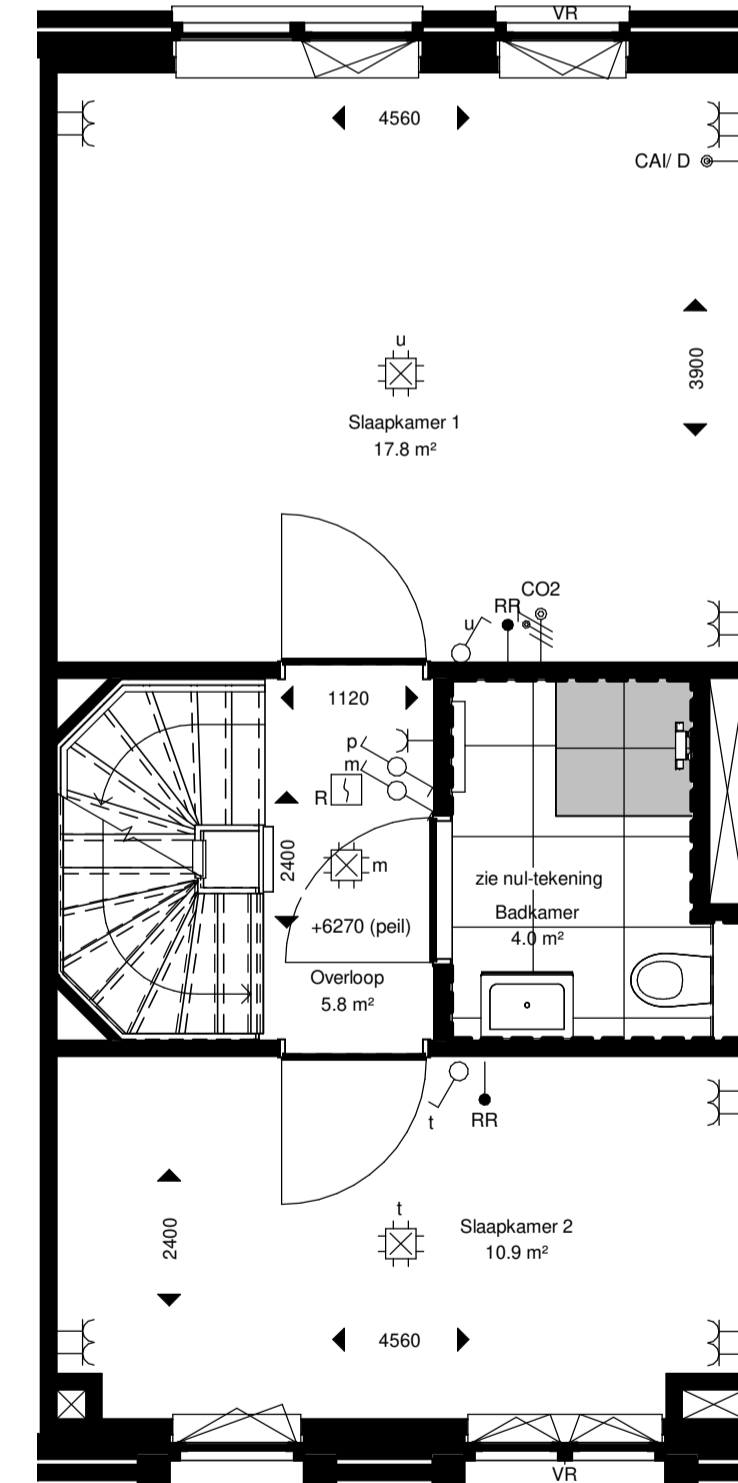 VR
4560
CAI/ D
3900
u
Slaapkamer 1
17.8 m²
CO2
RR
u
1120
p
m
R
2400
m
zie nul-tekening
+6270 (peil)
Badkamer
4.0 m²
Overloop
5.8 m²
t
RR
t
Slaapkamer 2
10.9 m²
2400
4560
VR